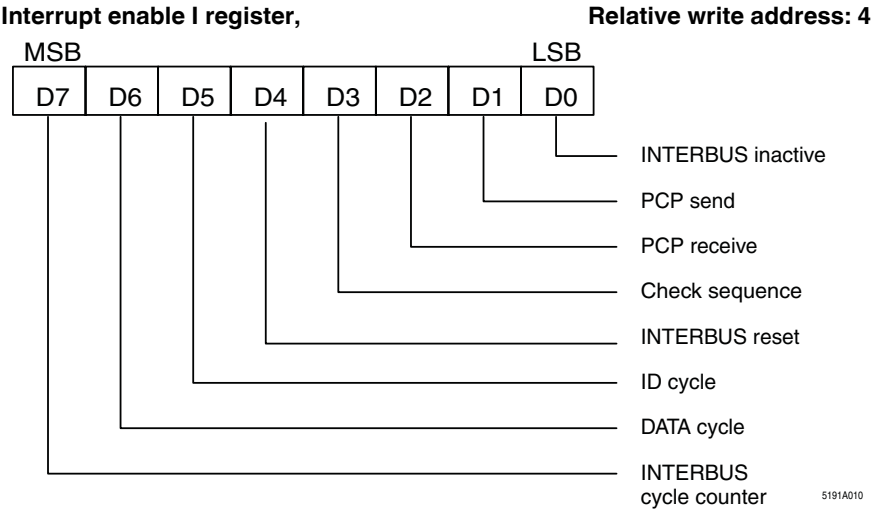 Interrupt enable I register, Relative write address: 4
MSB LSB
D7 D6 D5 D4 D3 D2 D1 D0
INTERBUS inactive
PCP send
PCP receive
Check sequence
INTERBUS reset
ID cycle
DATA cycle
INTERBUS
cycle counter 5191A010